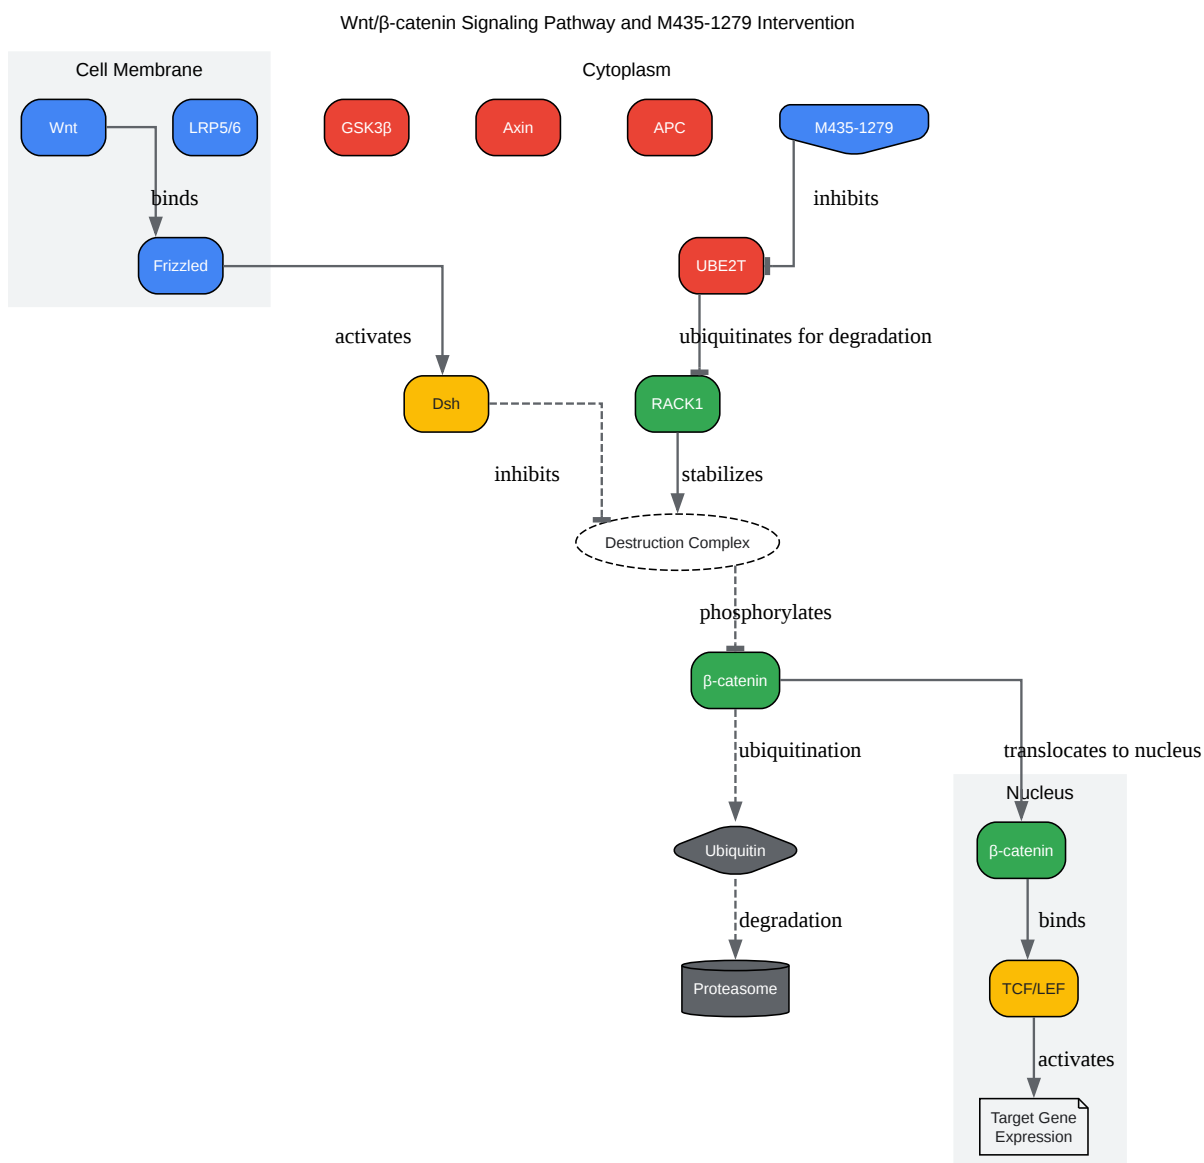 Wnt/β-catenin Signaling Pathway and M435-1279 Intervention
Cell Membrane
Cytoplasm
Wnt
LRP5/6
GSK3β
Axin
APC
M435-1279
binds
inhibits
Frizzled
UBE2T
activates
ubiquitinates for degradation
Dsh
RACK1
inhibits
stabilizes
Destruction Complex
phosphorylates
β-catenin
ubiquitination
translocates to nucleus
Nucleus
Ubiquitin
β-catenin
degradation
binds
Proteasome
TCF/LEF
activates
Target Gene
Expression